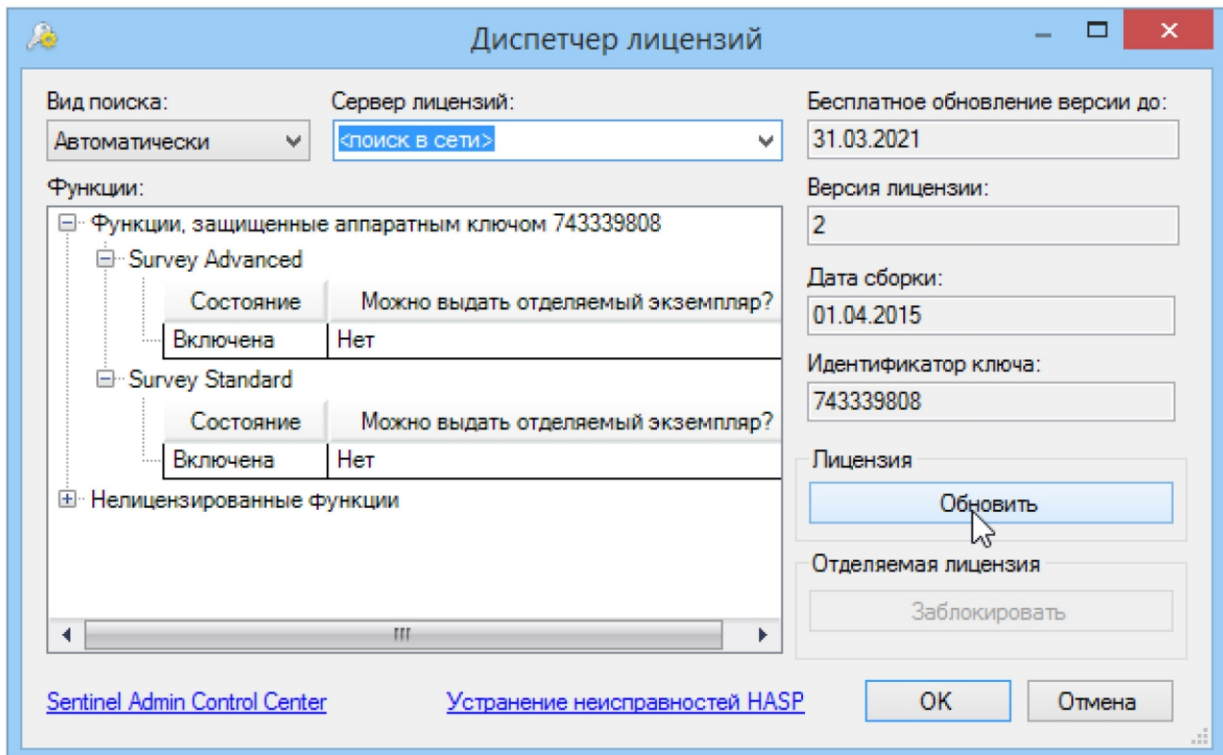 Диспетчер лицензий
Вид поиска:
Сервер лицензий:
Бесплатное обновление версии до:
Автоматически
<поиск в сети>
31.03.2021
Функции:
Версия лицензии:
Функции, защищенные аппаратным ключом 743339808
2
Survey Advanced
Дата сборки:
Состояние Можно выдать отделяемый экземпляр?
01.04.2015
Включена Нет
Идентификатор ключа:
Survey Standard
743339808
Состояние Можно выдать отделяемый экземпляр?
Включена Нет
Лицензия
Нелицензированные функции
Обновить
Отделяемая лицензия
Заблокировать
Sentinel Admin Control Center
Устранение неисправностей HASP
OK
Отмена